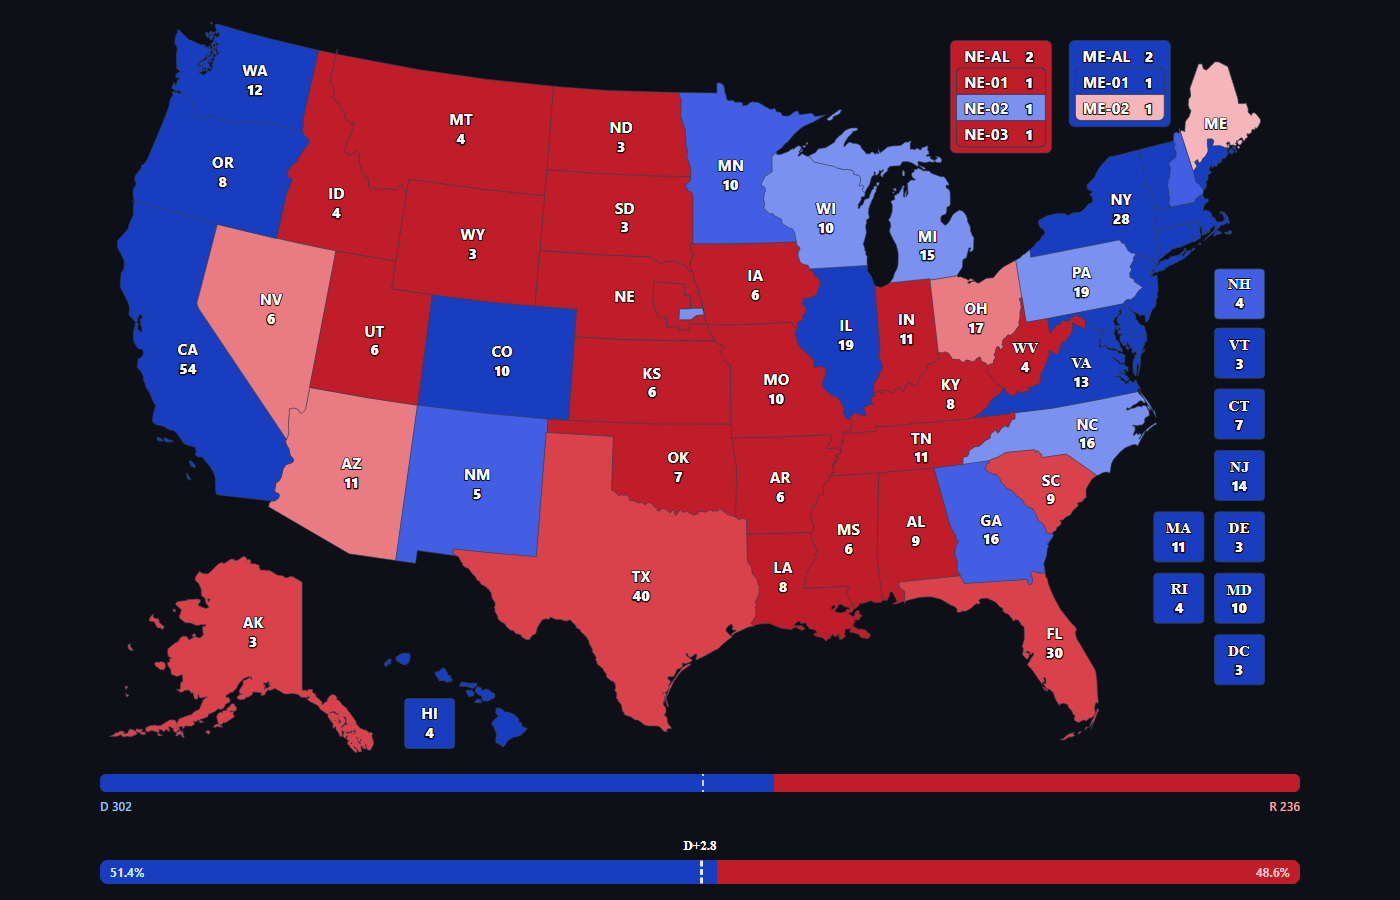 WA
12
OR
8
CA
54
NV
6
ID
4
MT
4
WY
3
UT
6
AZ
11
CO
10
NM
5
ND
3
SD
3
NE
KS
6
OK
7
TX
40
MN
10
IA
6
MO
10
AR
6
LA
8
WI
10
IL
19
MI
15
IN
11
OH
17
KY
8
TN
11
MS
6
AL
9
GA
16
FL
30
SC
9
NC
16
VA
13
WV
4
PA
19
NY
28
ME
AK
3
HI
4
NE-AL 2
NE-01 1
NE-02 1
NE-03 1
ME-AL 2
ME-01 1
ME-02 1
NH
4
VT
3
CT
7
NJ
14
MA
11
DE
3
RI
4
MD
10
DC
3
D 302
R 236
D+2.8
51.4%
48.6%